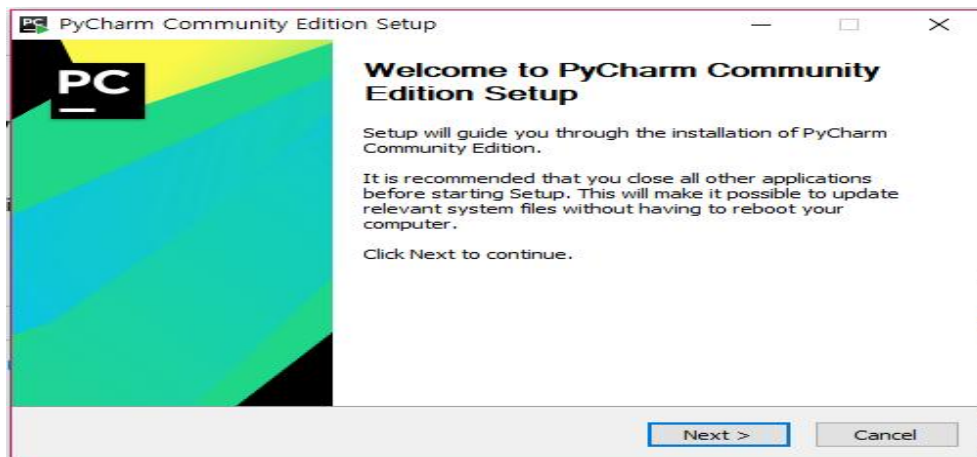 PyCharm Community Edition Setup
PC
Welcome to PyCharm Community
Edition Setup
Setup will guide you through the installation of PyCharm
Community Edition.
It is recommended that you close all other applications
before starting Setup. This will make it possible to update
relevant system files without having to reboot your
computer.
Click Next to continue.
Next >
Cancel